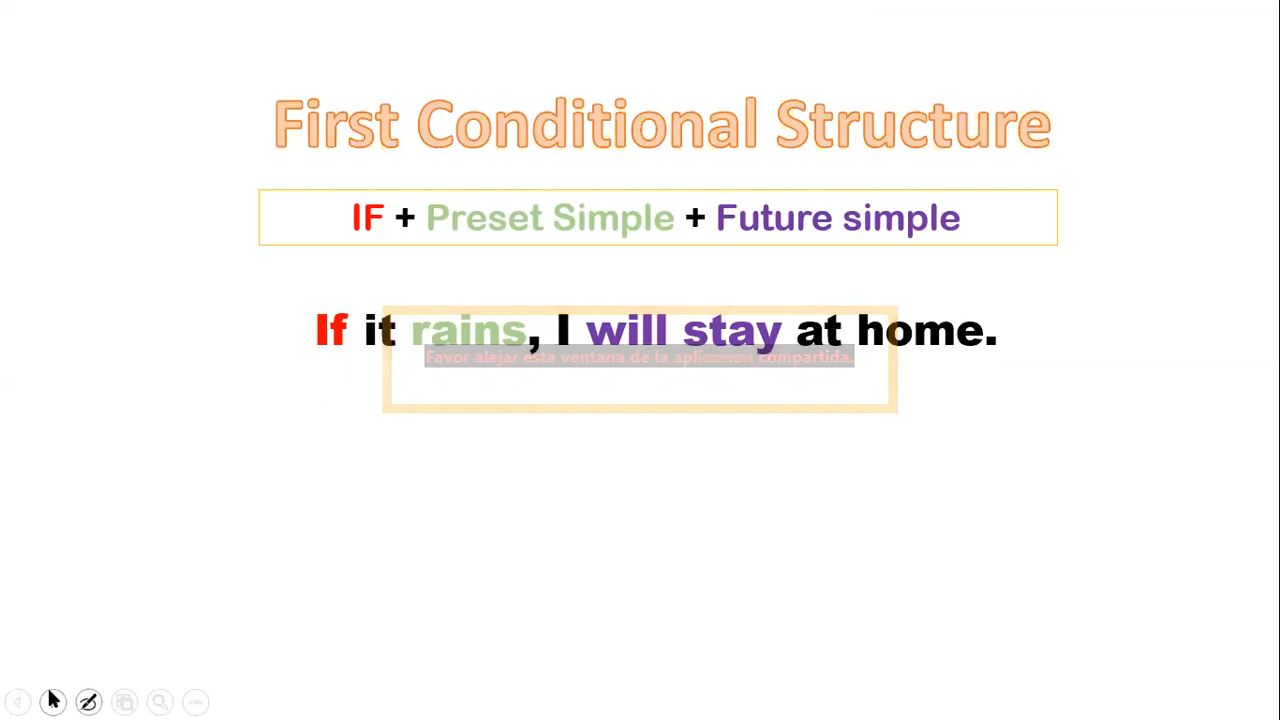 First Conditional Structure
IF + Preset Simple + Future simple
If it rains, I will stay at home.
Favor alejar esta ventana de la aplicación compartida.